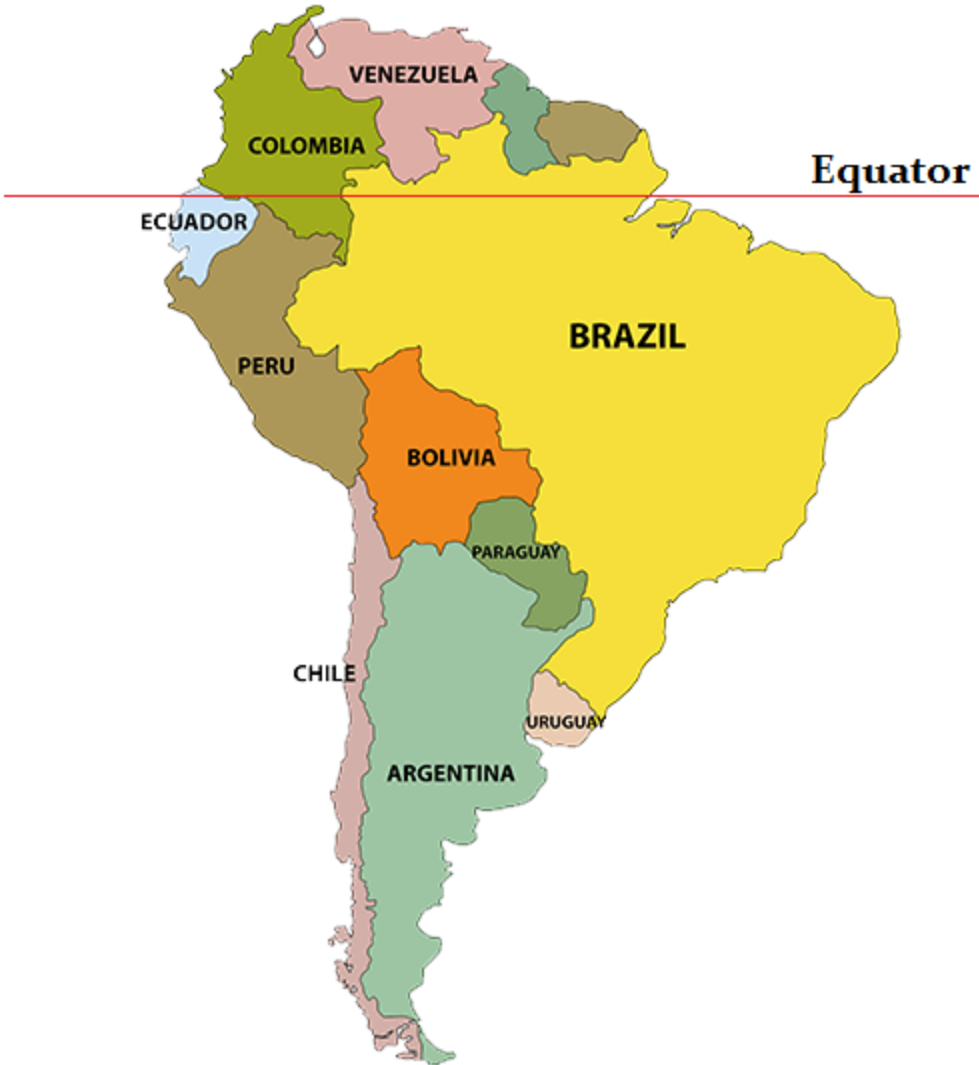 VENEZUELA
COLOMBIA
Equator
ECUADOR
BRAZIL
PERU
BOLIVIA
PARAGUAY
CHILE
URUGUAY
ARGENTINA